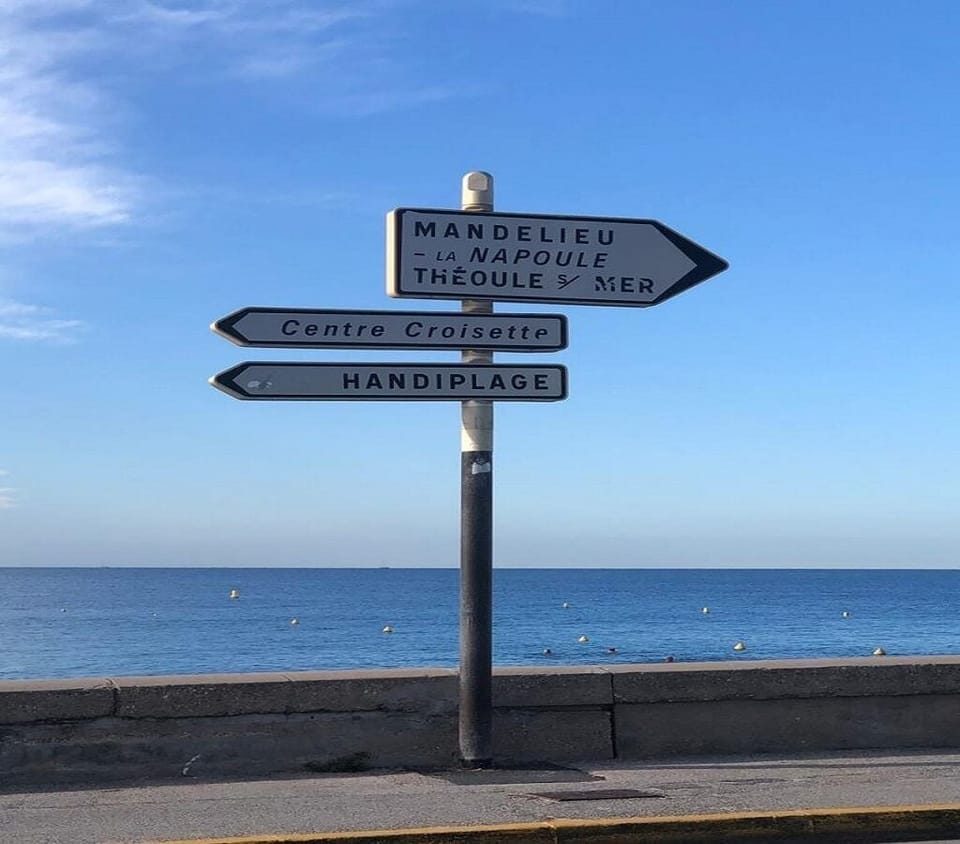 MANDELIEU
- LA NAPOULE
THÉOULE S/ MER
Centre Croisette
HANDIPLAGE